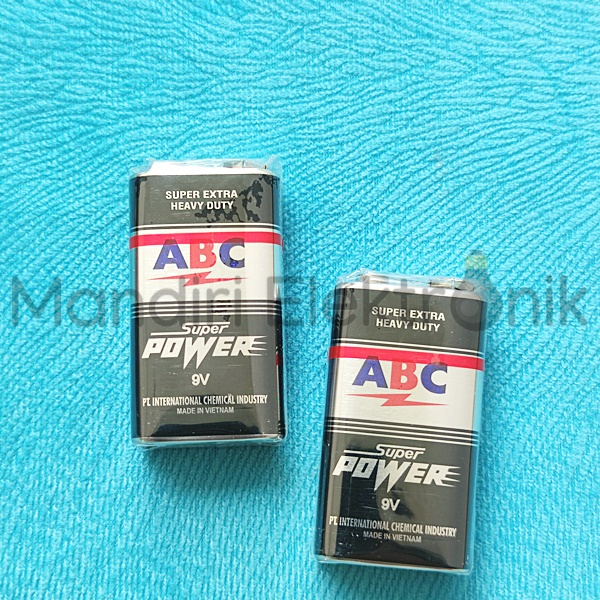 SUPER EXTRA
HEAVY DUTY
ABC
Super
POWER
9V
PT. INTERNATIONAL CHEMICAL INDUSTRY
MADE IN VIETNAM
Mandiri Elektronik
SUPER EXTRA
HEAVY DUTY
ABC
Super
POWER
9V
PT. INTERNATIONAL CHEMICAL INDUSTRY
MADE IN VIETNAM